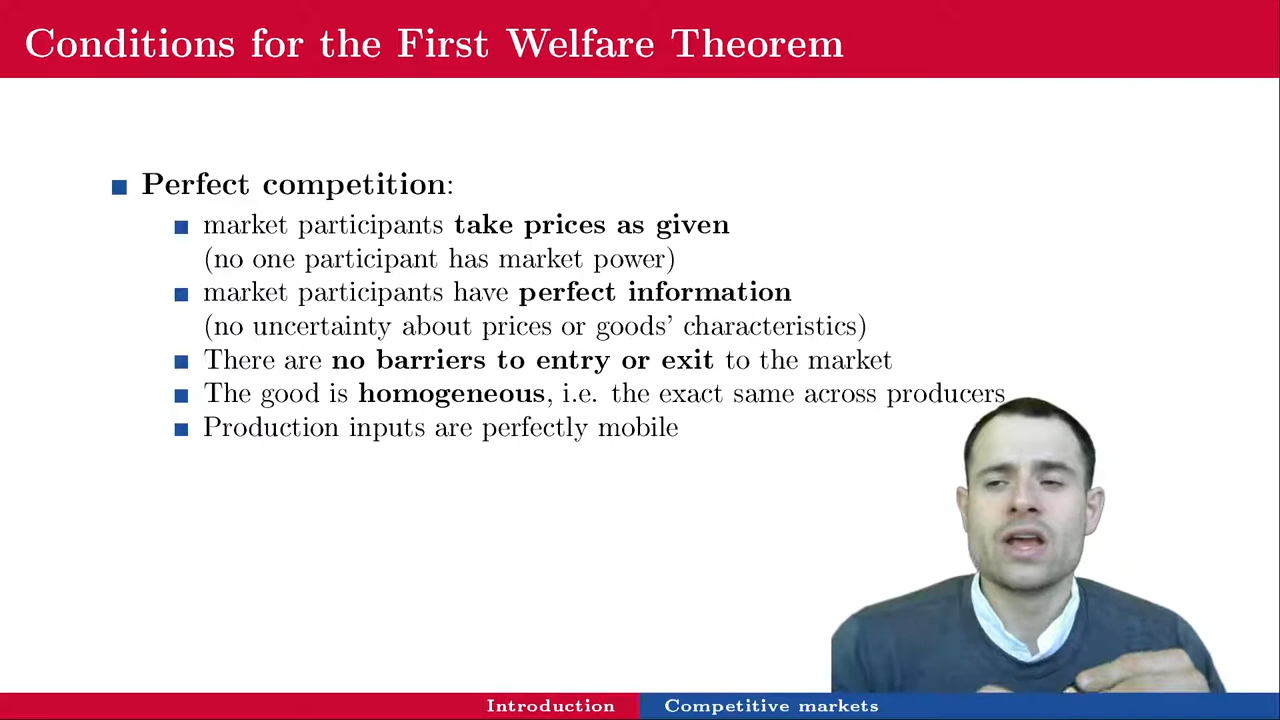 Conditions for the First Welfare Theorem
Perfect competition:
market participants take prices as given
(no one participant has market power)
market participants have perfect information
(no uncertainty about prices or goods' characteristics)
There are no barriers to entry or exit to the market
The good is homogeneous, i.e. the exact same across producers
Production inputs are perfectly mobile
Introduction
Competitive markets